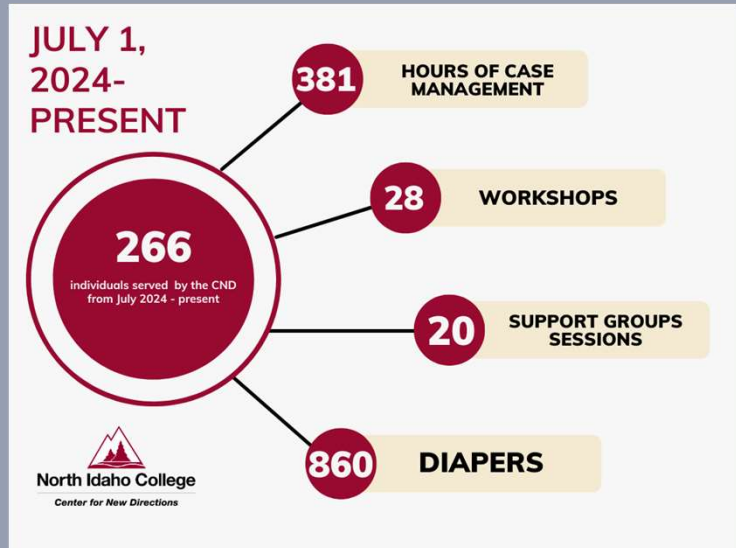 JULY 1,
2024-
PRESENT
381
HOURS OF CASE
MANAGEMENT
28
WORKSHOPS
266
individuals served by the CND
from July 2024 - present
20
SUPPORT GROUPS
SESSIONS
860
DIAPERS
North Idaho College
Center for New Directions